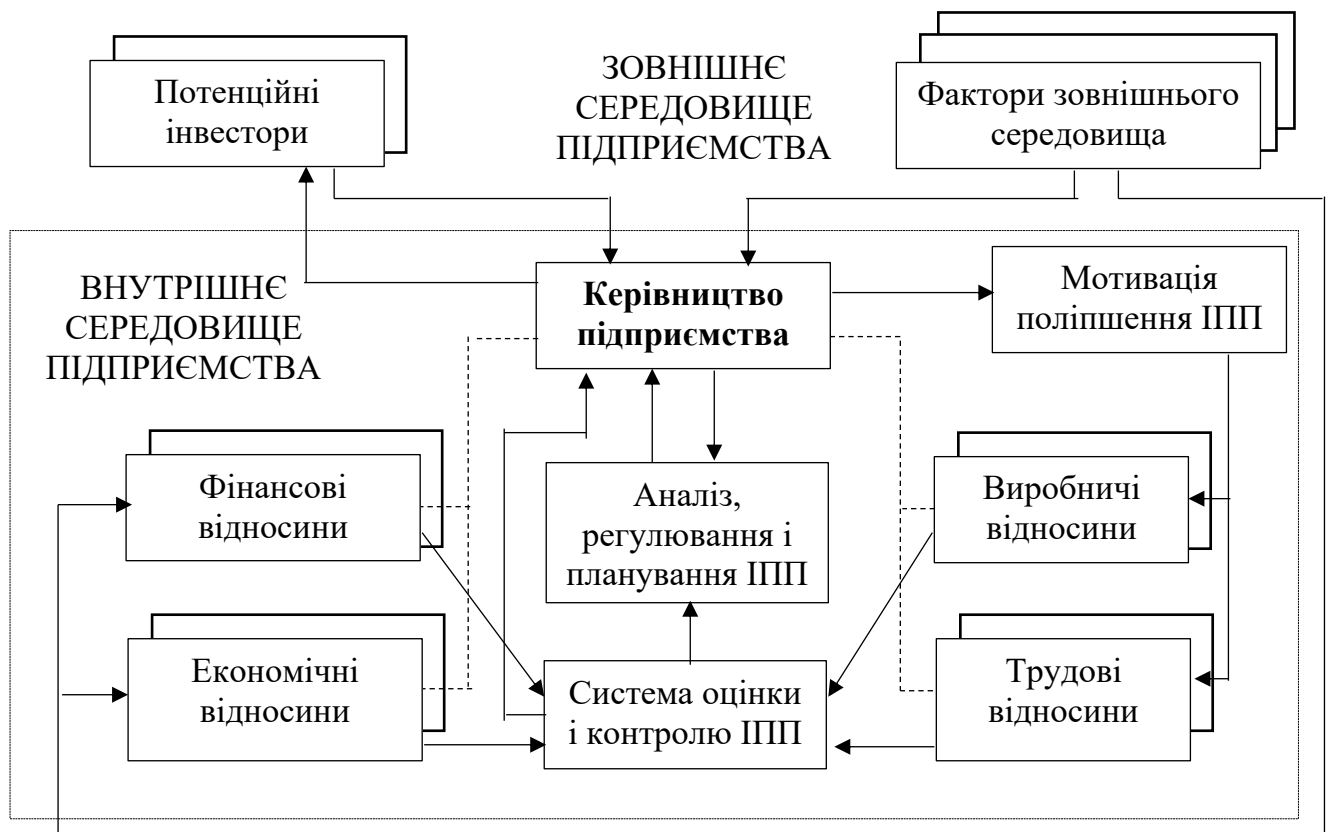 Потенційні
інвестори
ЗОВНІШНЄ
СЕРЕДОВИЩЕ
ПІДПРИЄМСТВА
Фактори зовнішнього
середовища
ВНУТРІШНЄ
СЕРЕДОВИЩЕ
ПІДПРИЄМСТВА
Керівництво
підприємства
Мотивація
поліпшення ІПП
Фінансові
відносини
Аналіз,
регулювання і
планування ІПП
Виробничі
відносини
Економічні
відносини
Система оцінки
і контролю ІПП
Трудові
відносини